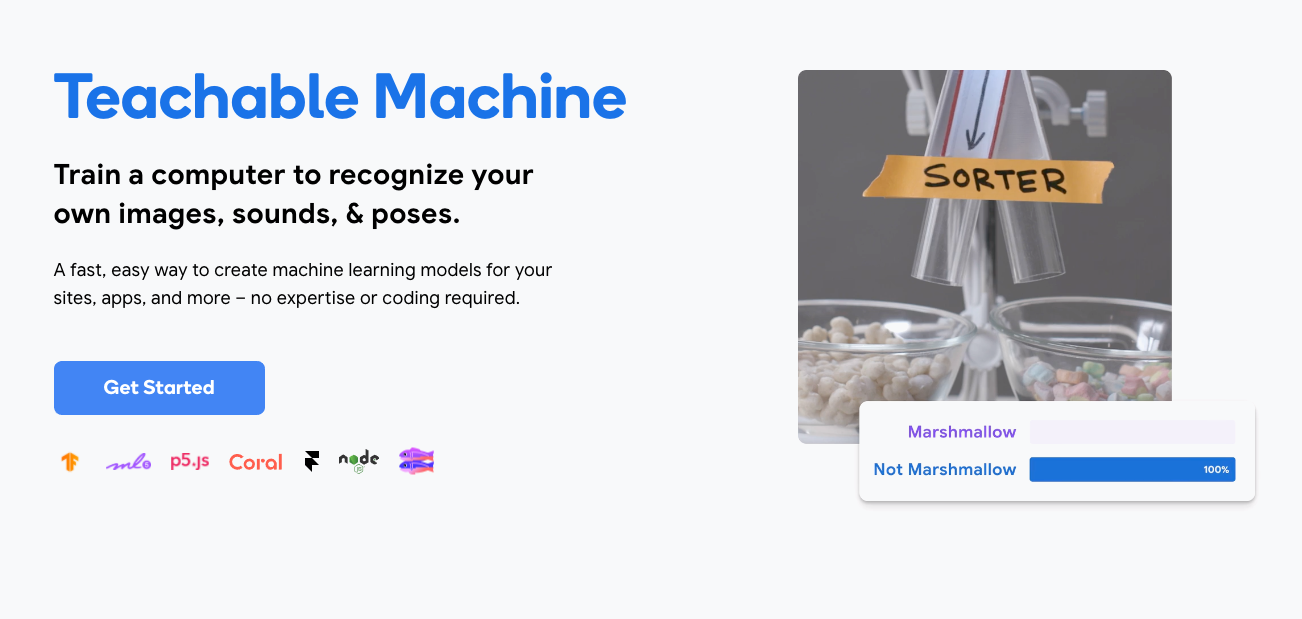 Teachable Machine
Train a computer to recognize your
own images, sounds, & poses.
A fast, easy way to create machine learning models for your
sites, apps, and more – no expertise or coding required.
Get Started
ml5 p5.js Coral node
JS
SORTER
Marshmallow
Not Marshmallow 100%